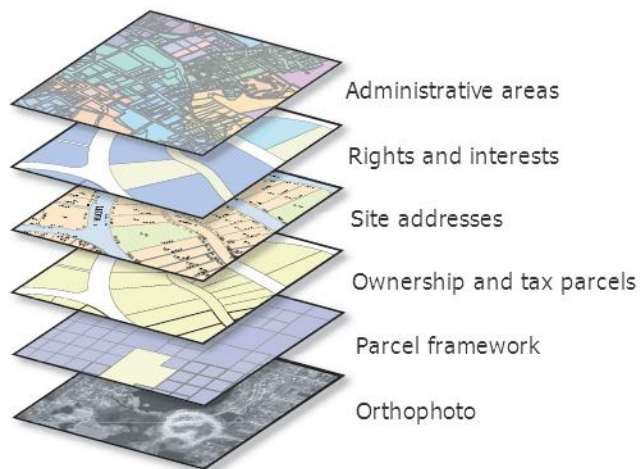 Administrative areas
Rights and interests
Site addresses
Ownership and tax parcels
Parcel framework
Orthophoto